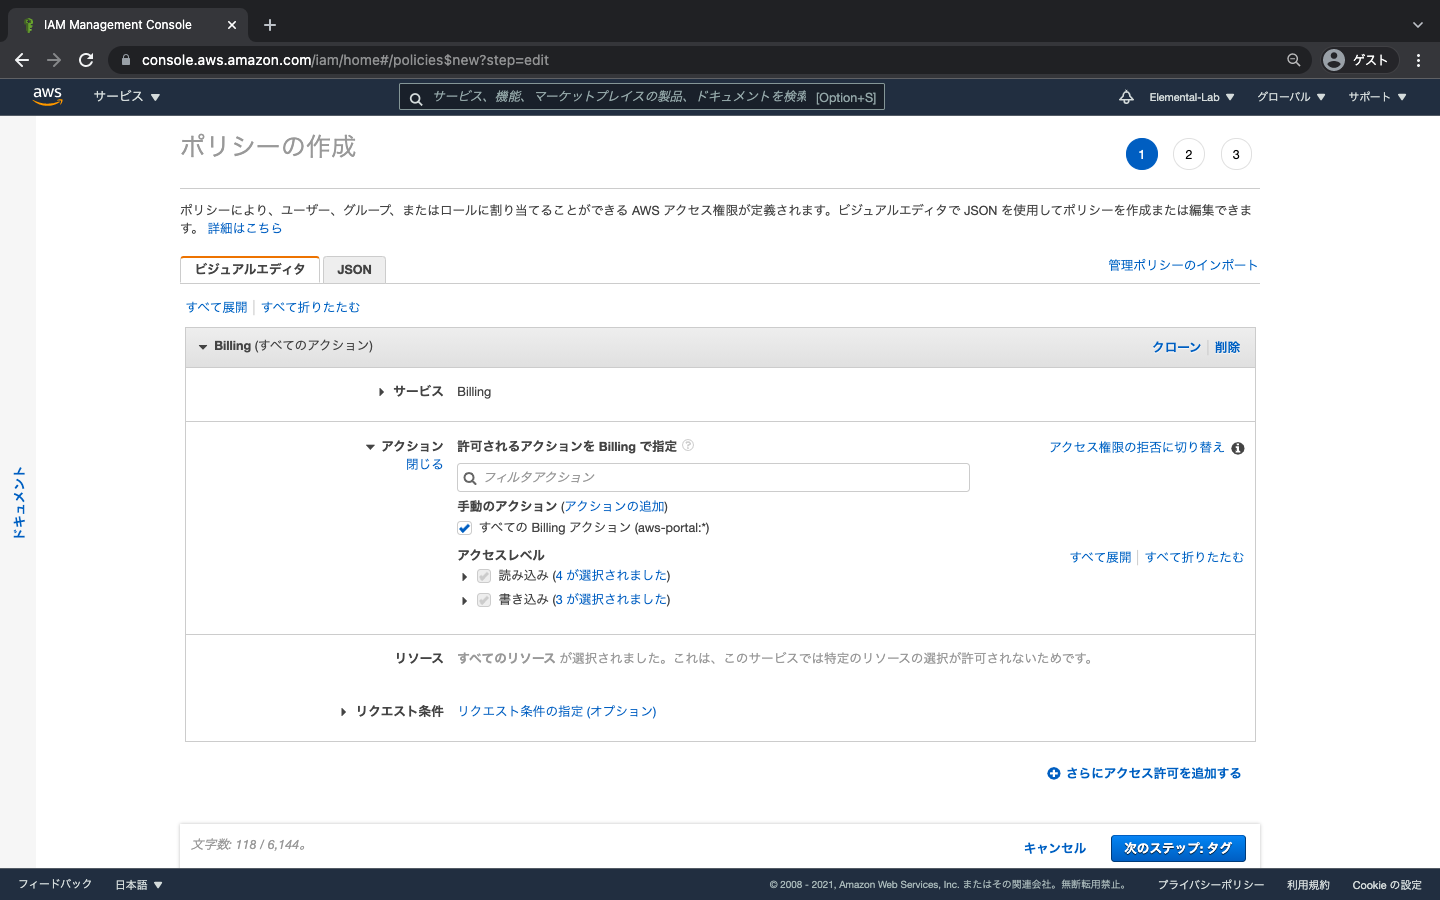 IAM Management Console
console.aws.amazon.com/iam/home#/policies$new?step=edit
ゲスト
aws
サービス
サービス、機能、マーケットプレイスの製品、ドキュメントを検索 [Option+S]
Elemental-Lab
グローバル
サポート
ポリシーの作成
1
2
3
ポリシーにより、ユーザー、グループ、またはロールに割り当てることができる AWS アクセス権限が定義されます。ビジュアルエディタで JSON を使用してポリシーを作成または編集できま
す。 詳細はこちら
ビジュアルエディタ
JSON
管理ポリシーのインポート
すべて展開
すべて折りたたむ
Billing (すべてのアクション)
クローン
削除
サービス
Billing
アクション
閉じる
許可されるアクションを Billing で指定
アクセス権限の拒否に切り替え
フィルタアクション
手動のアクション (アクションの追加)
すべての Billing アクション (aws-portal:*)
アクセスレベル
すべて展開
すべて折りたたむ
読み込み (4 が選択されました)
書き込み (3 が選択されました)
リソース
すべてのリソース が選択されました。これは、このサービスでは特定のリソースの選択が許可されないためです。
リクエスト条件
リクエスト条件の指定 (オプション)
さらにアクセス許可を追加する
ドキュメント
文字数: 118 / 6,144。
キャンセル
次のステップ: タグ
フィードバック
日本語
© 2008 - 2021, Amazon Web Services, Inc. またはその関連会社。無断転用禁止。
プライバシーポリシー
利用規約
Cookie の設定